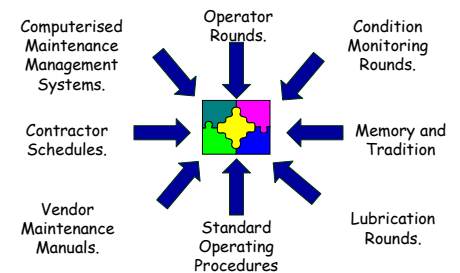 Computerised
Maintenance
Management
Systems.
Operator
Rounds.
Condition
Monitoring
Rounds.
Contractor
Schedules.
Memory and
Tradition
Vendor
Maintenance
Manuals.
Standard
Operating
Procedures
Lubrication
Rounds.